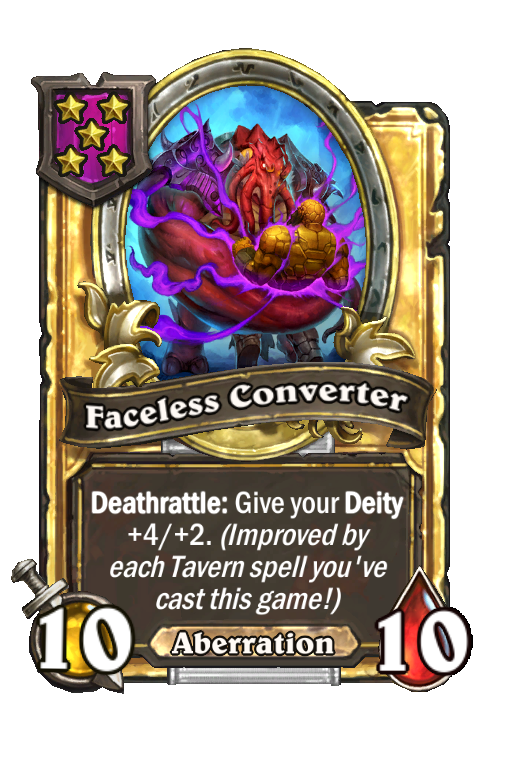 Faceless Converter
Deathrattle: Give your Deity
+4/+2. (Improved by
each Tavern spell you've
cast this game!)
10
Aberration
10